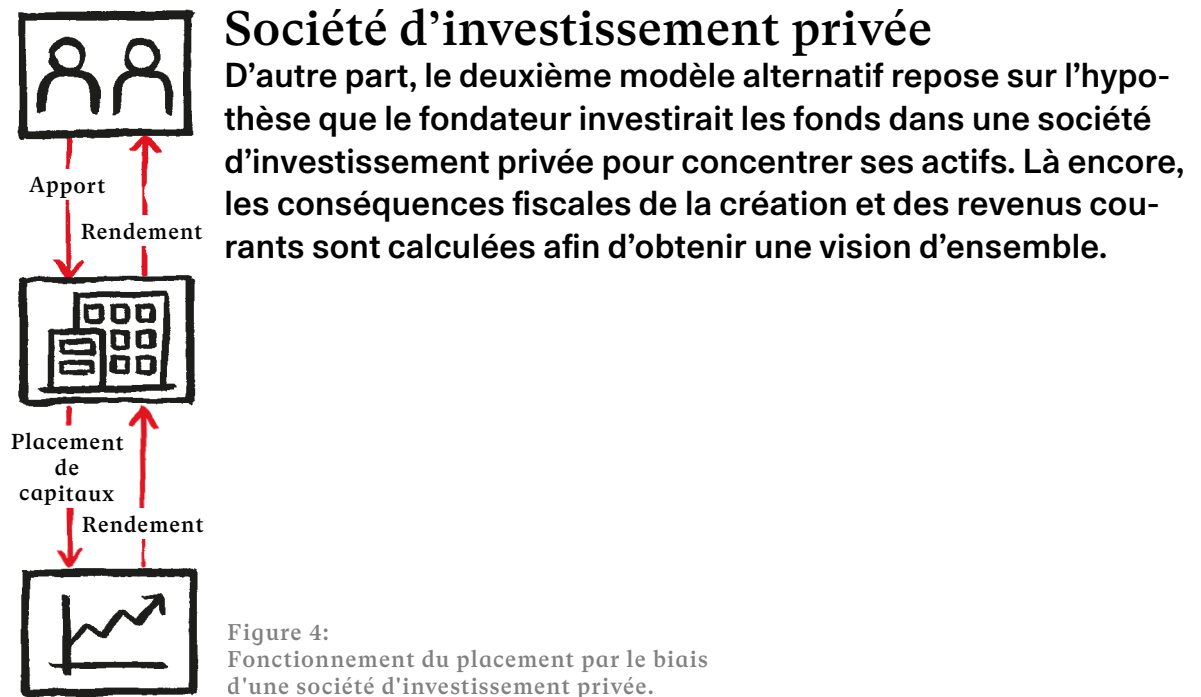 Société d’investissement privée
D’autre part, le deuxième modèle alternatif repose sur l’hypo-
thèse que le fondateur investirait les fonds dans une société
d’investissement privée pour concentrer ses actifs. Là encore,
les conséquences fiscales de la création et des revenus cou-
rants sont calculées afin d’obtenir une vision d’ensemble.
Apport
Rendement
Placement
de
capitaux
Rendement
Figure 4:
Fonctionnement du placement par le biais
d'une société d'investissement privée.